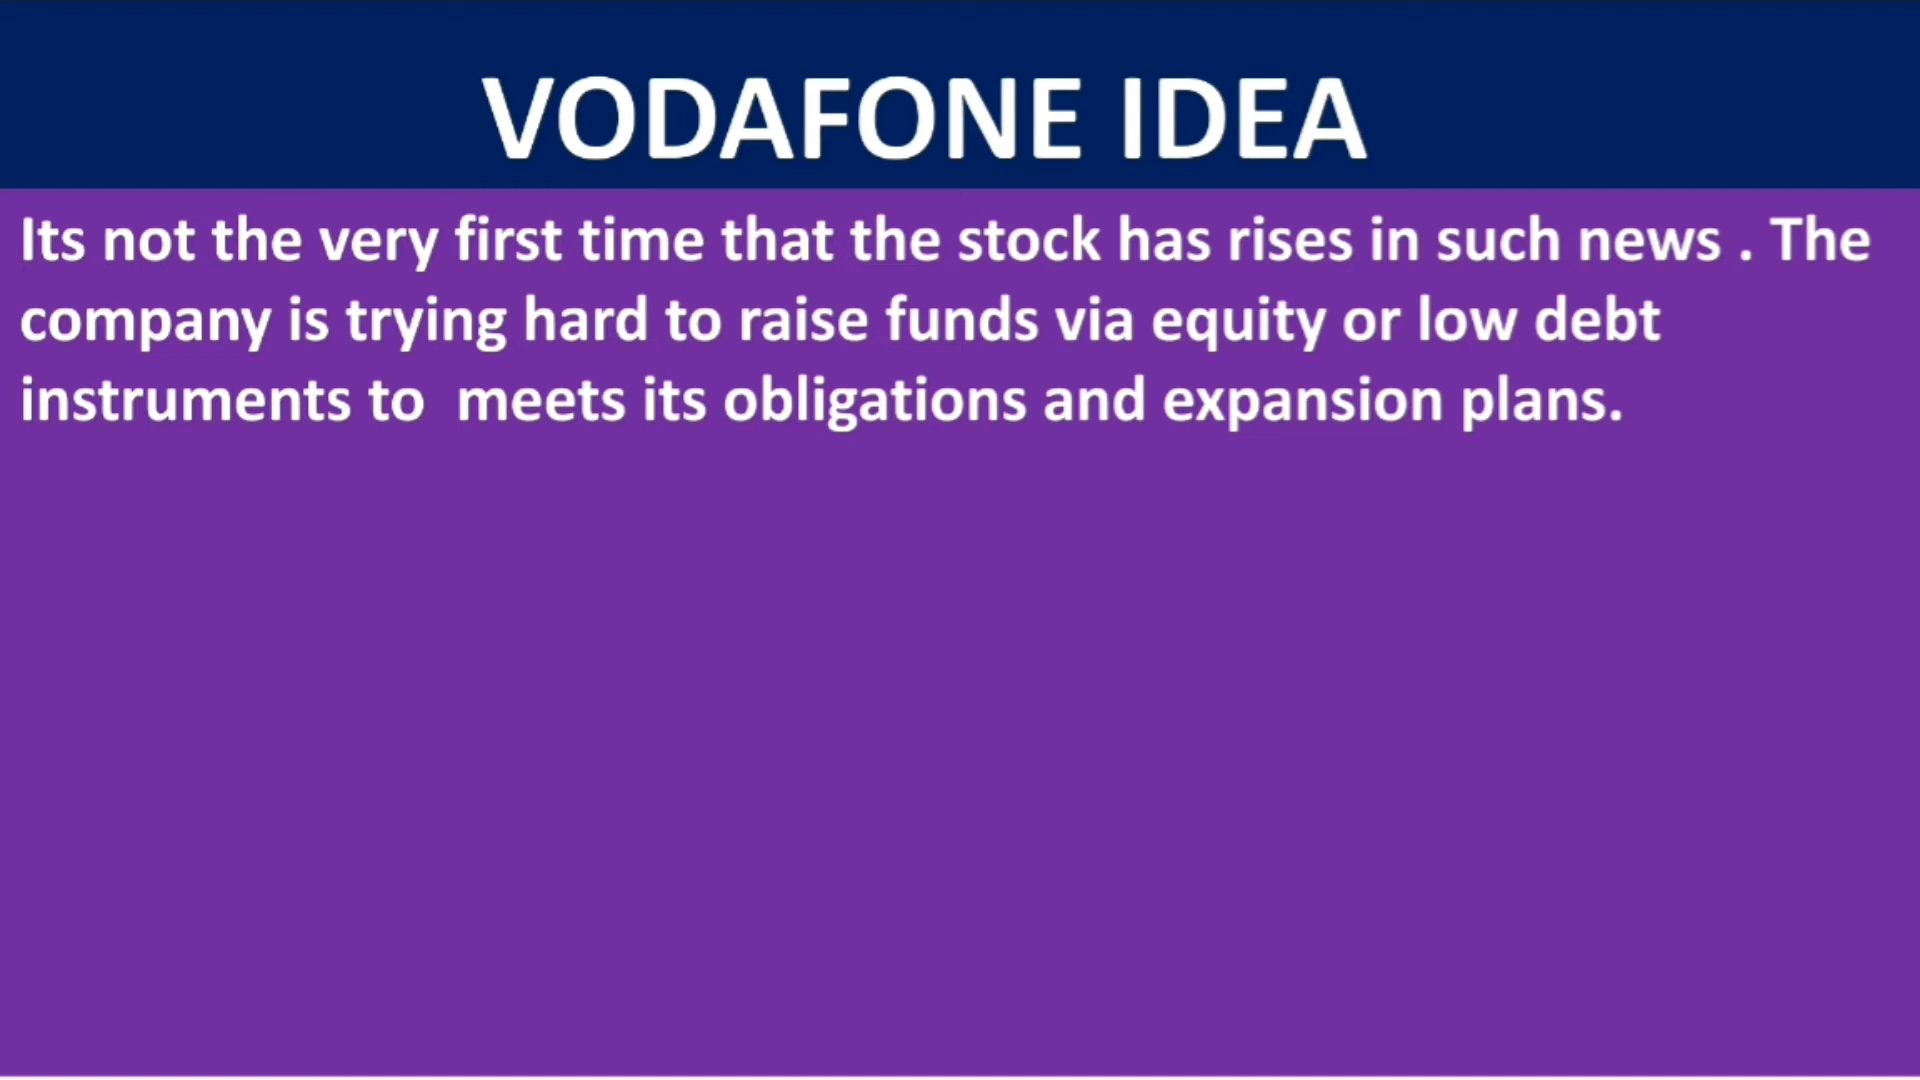 VODAFONE IDEA
Its not the very first time that the stock has rises in such news . The
company is trying hard to raise funds via equity or low debt
instruments to  meets its obligations and expansion plans.